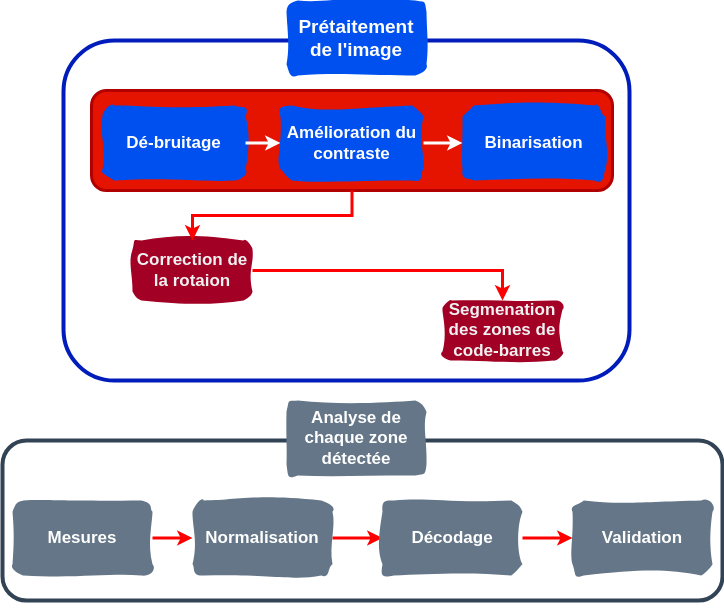 Prétaitement
de l'image
Dé-bruitage
Amélioration du
contraste
Binarisation
Correction de
la rotaion
Segmenation
des zones de
code-barres
Analyse de
chaque zone
détectée
Mesures
Normalisation
Décodage
Validation